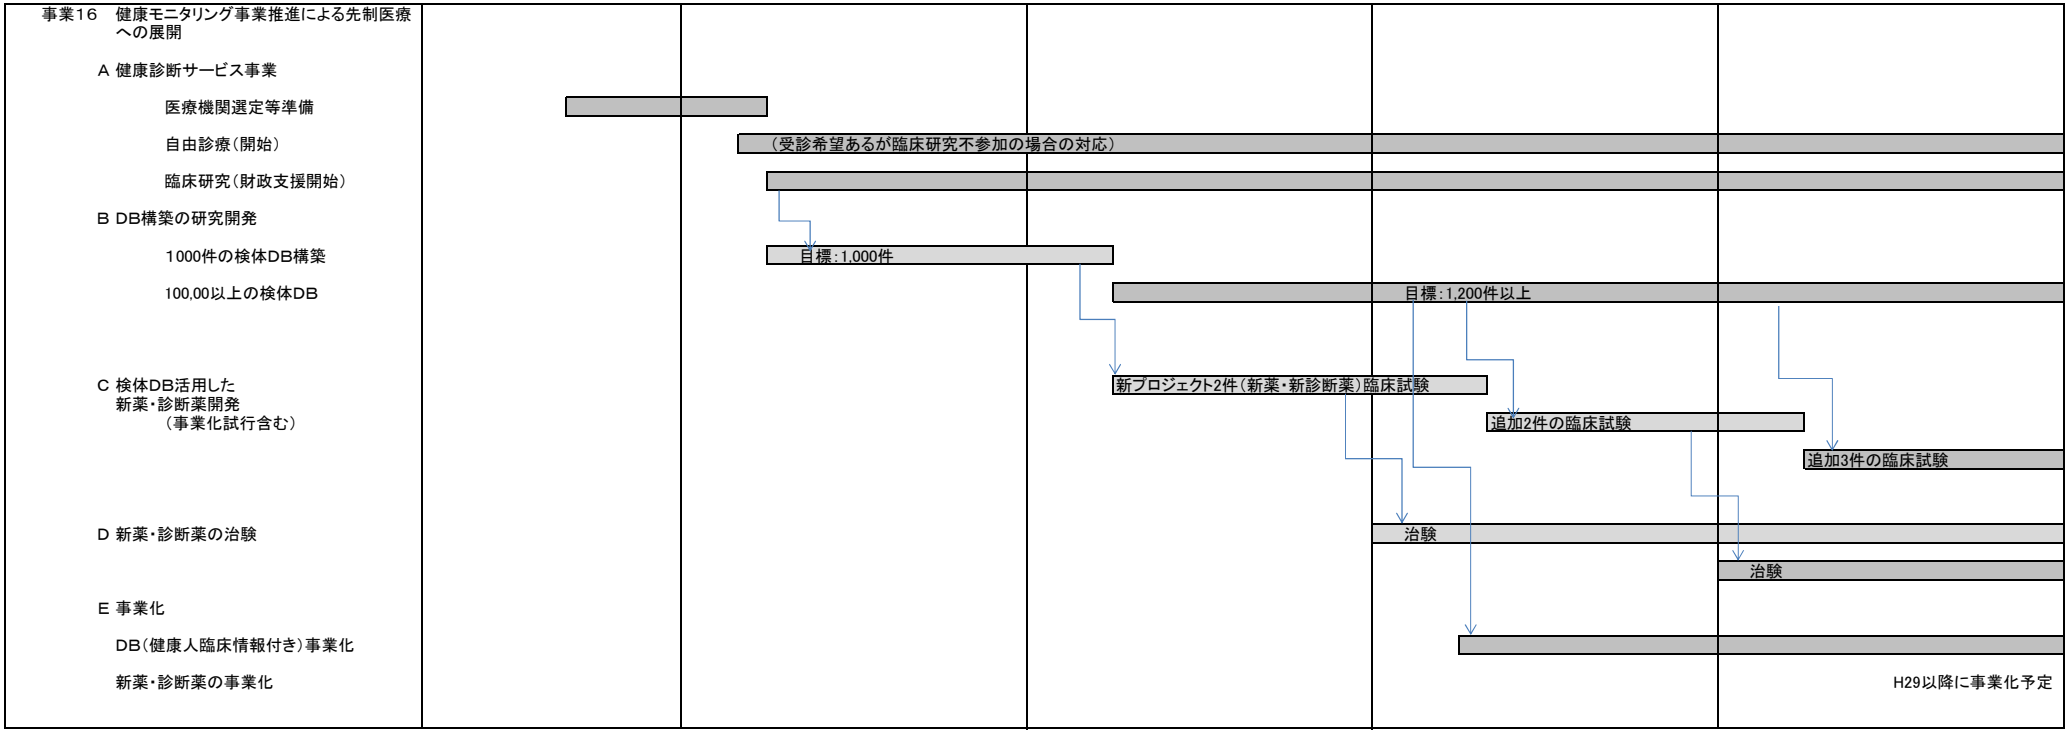 事業16　健康モニタリング事業推進による先制医療
への展開
A 健康診断サービス事業
医療機関選定等準備
自由診療(開始)
(受診希望あるが臨床研究不参加の場合の対応)
臨床研究(財政支援開始)
B DB構築の研究開発
1000件の検体DB構築
目標:1,000件
100,00以上の検体DB
目標:1,200件以上
C 検体DB活用した
新薬・診断薬開発
(事業化試行含む)
新プロジェクト2件(新薬・新診断薬)臨床試験
追加2件の臨床試験
追加3件の臨床試験
D 新薬・診断薬の治験
治験
治験
E 事業化
DB(健康人臨床情報付き)事業化
新薬・診断薬の事業化
H29以降に事業化予定